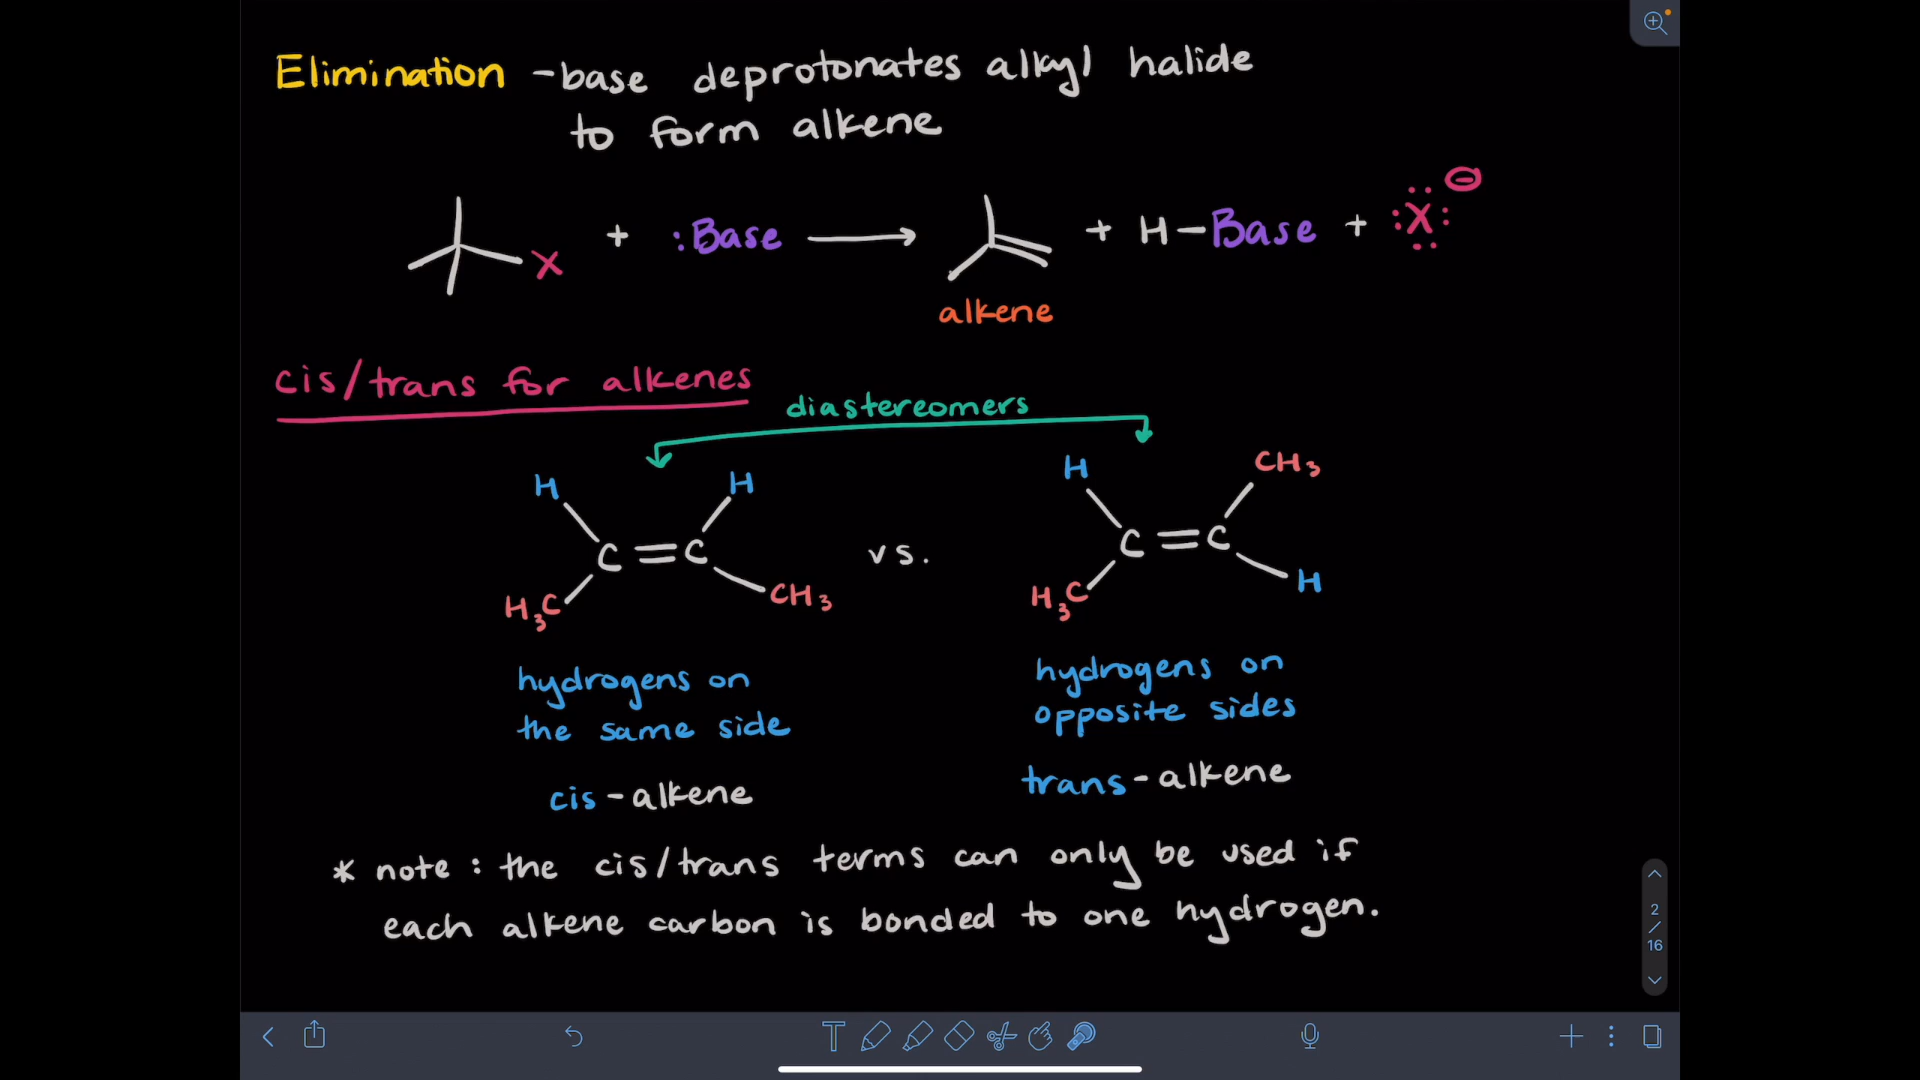 Elimination - base deprotonates alkyl halide
to form alkene
X + :Base → + H-Base + :X: ⊖
alkene
cis/trans for alkenes
diastereomers
H H
C=C
H₃C CH₃
vs.
H CH₃
C=C
H₃C H
hydrogens on
the same side
cis-alkene
hydrogens on
opposite sides
trans-alkene
* note: the cis/trans terms can only be used if
each alkene carbon is bonded to one hydrogen.
2
/
16
T